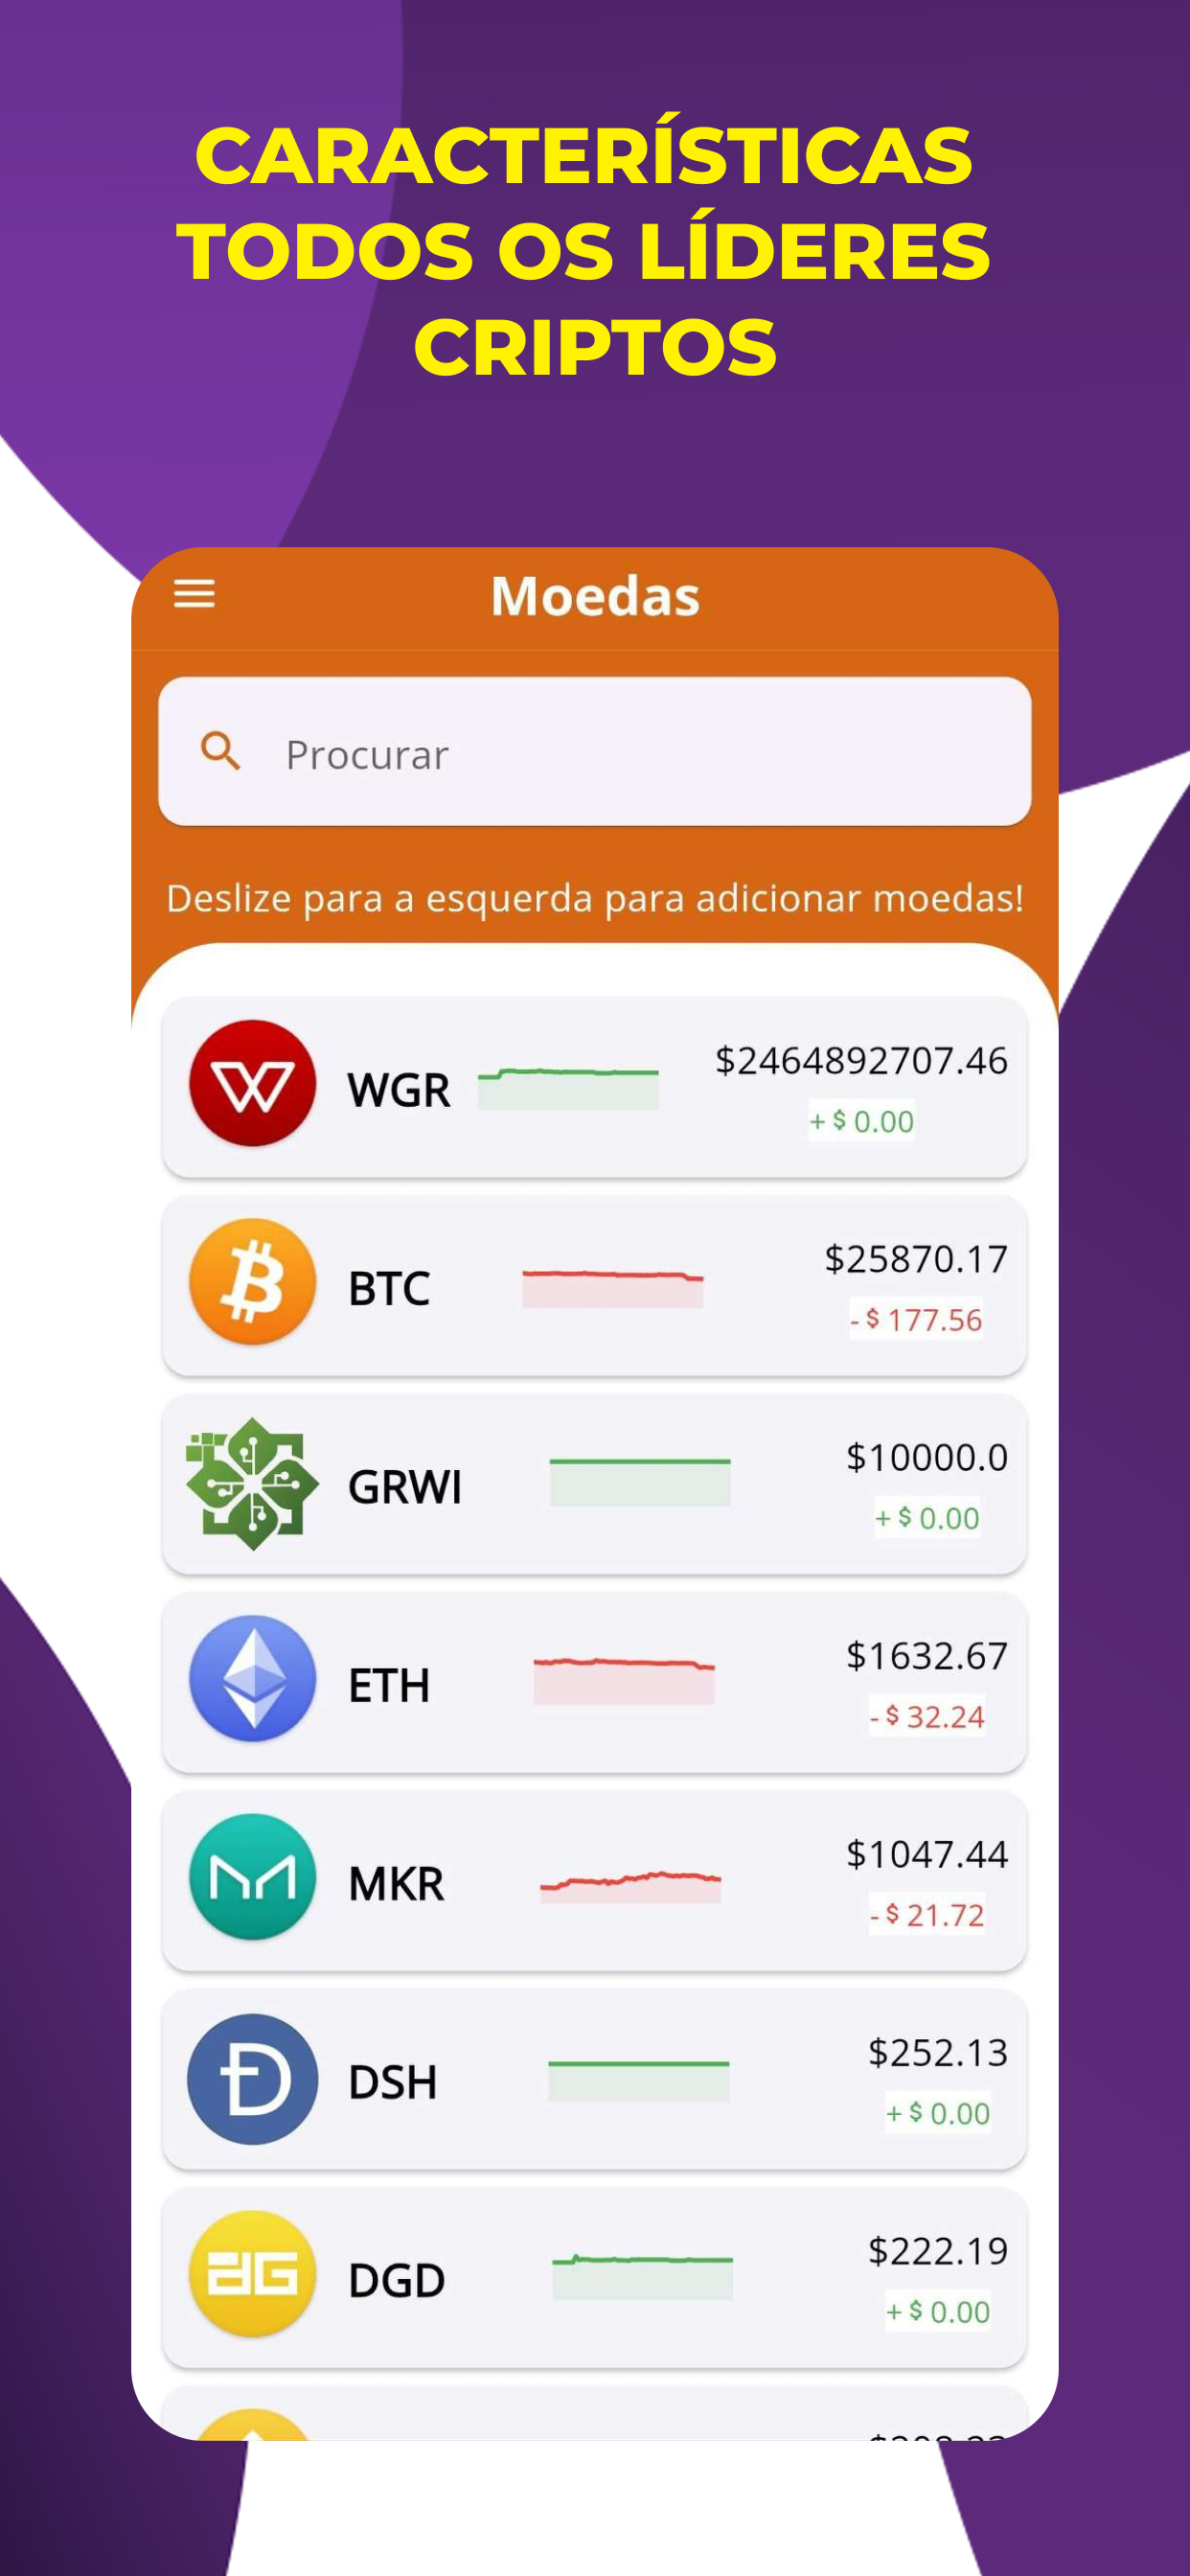 CARACTERÍSTICAS
TODOS OS LÍDERES
CRIPTOS
Moedas
Procurar
Deslize para a esquerda para adicionar moedas!
WGR
$2464892707.46
+ $ 0.00
BTC
$25870.17
- $ 177.56
GRWI
$10000.0
+ $ 0.00
ETH
$1632.67
- $ 32.24
MKR
$1047.44
- $ 21.72
DSH
$252.13
+ $ 0.00
DGD
$222.19
+ $ 0.00